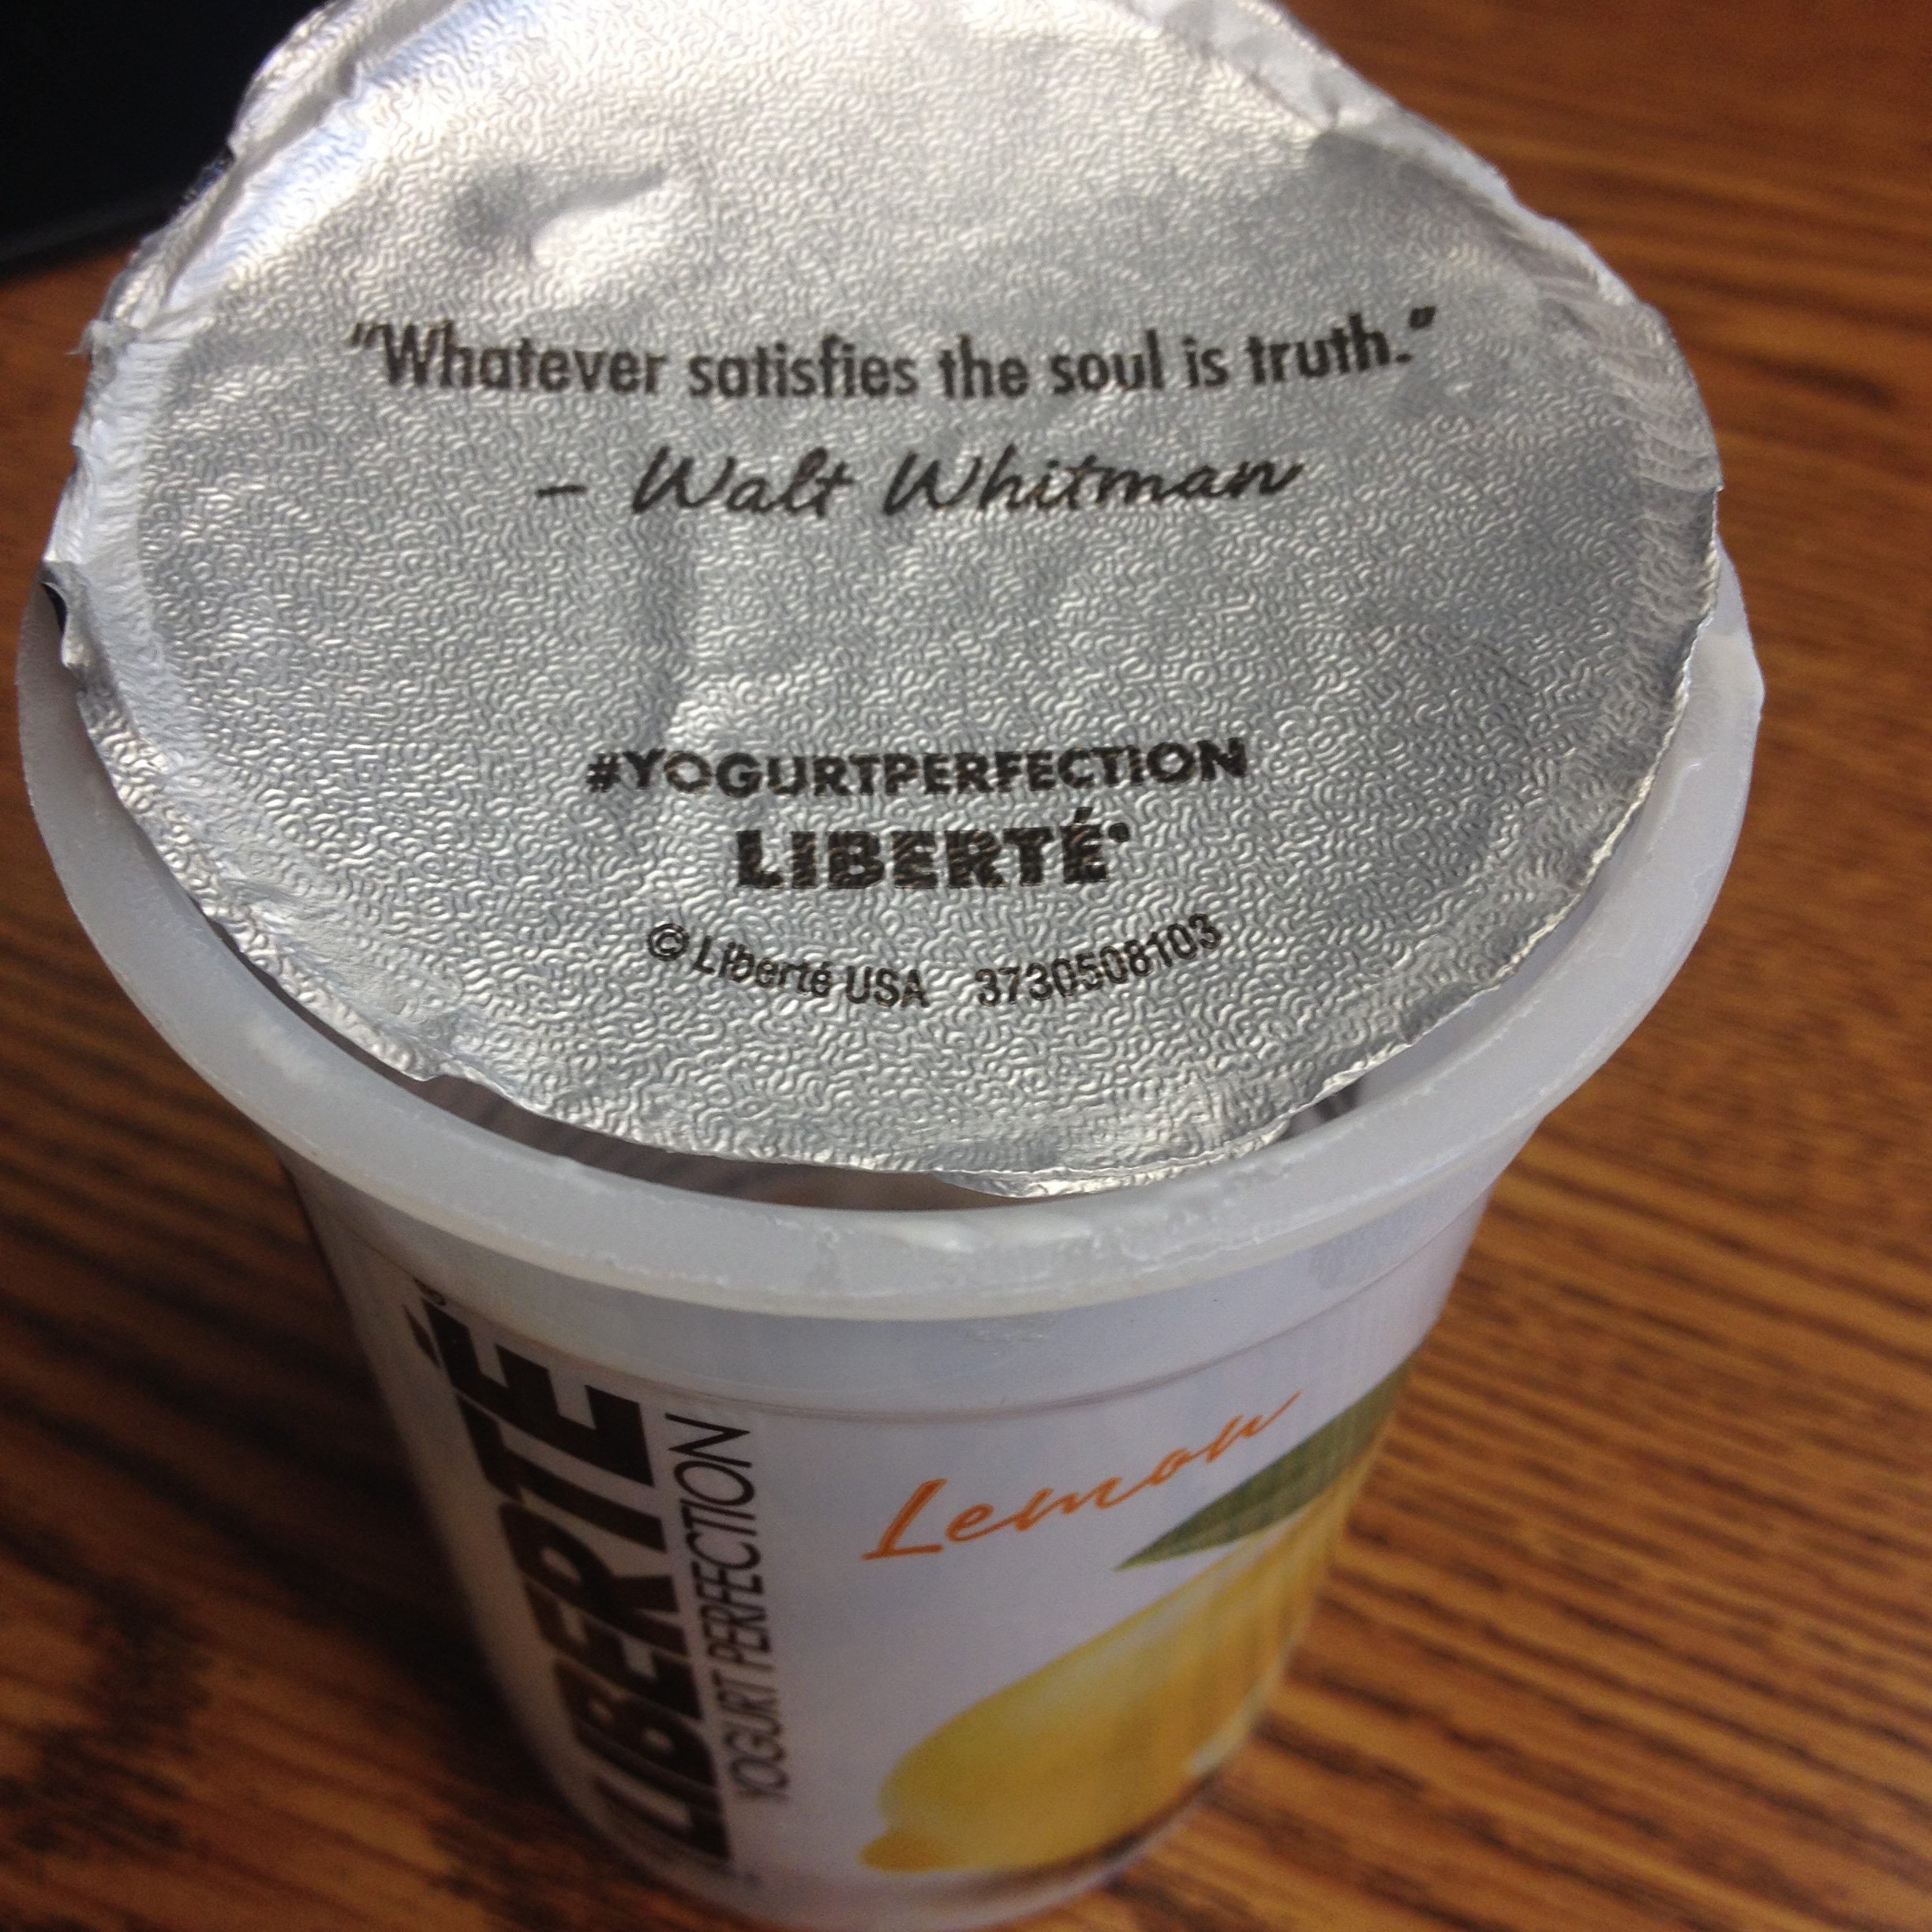 "Whatever satisfies the soul is truth."
- Walt Whitman
#YOGURTPERFECTION
LIBERTÉ®
© Liberté USA 3730508103
LIBERTÉ®
YOGURT PERFECTION
Lemon